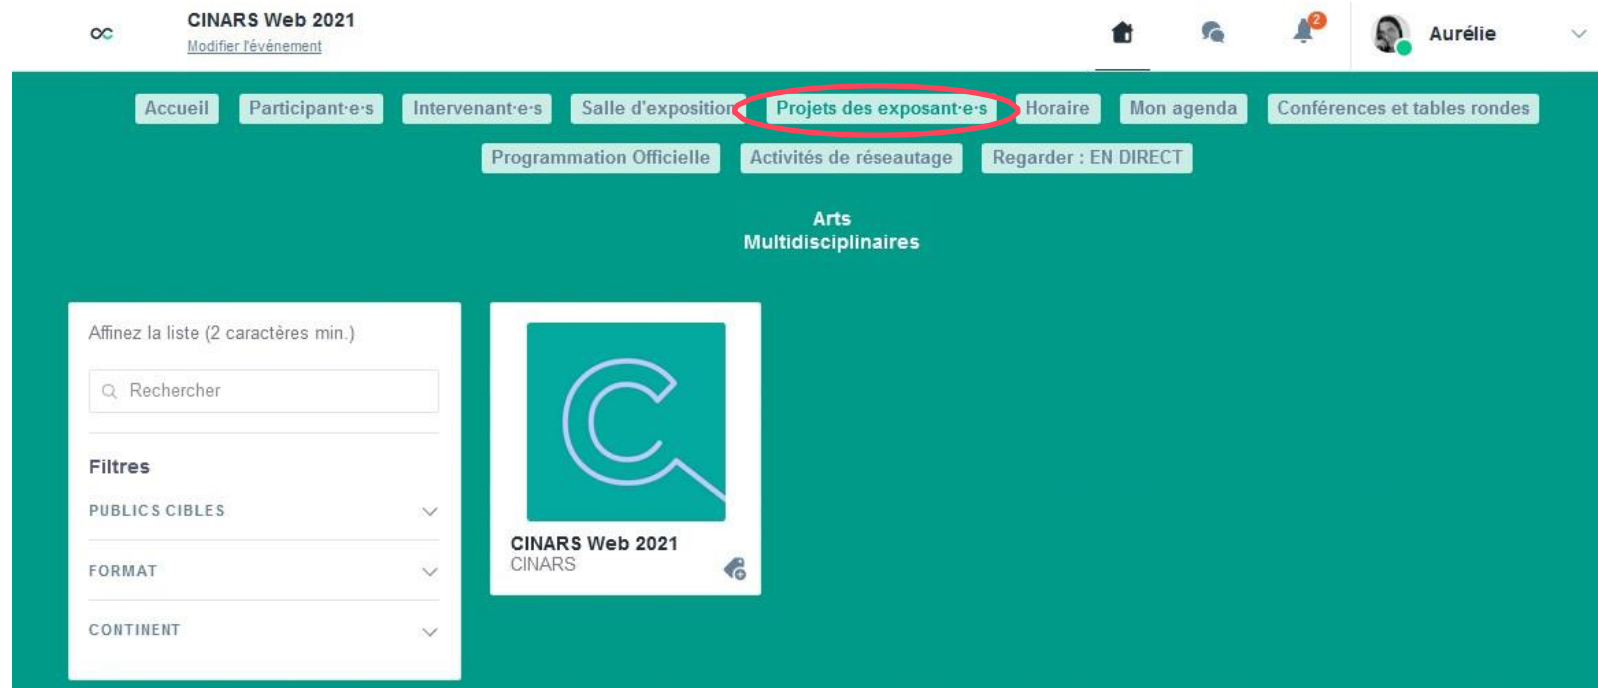 CINARS Web 2021
Modifier l'événement
2
Aurélie
Accueil Participant·e·s Intervenant·e·s Salle d'exposition Projets des exposant·e·s Horaire Mon agenda Conférences et tables rondes
Programmation Officielle Activités de réseautage Regarder : EN DIRECT
Arts
Multidisciplinaires
Affinez la liste (2 caractères min.)
Rechercher
Filtres
PUBLICS CIBLES
FORMAT
CONTINENT
CINARS Web 2021
CINARS